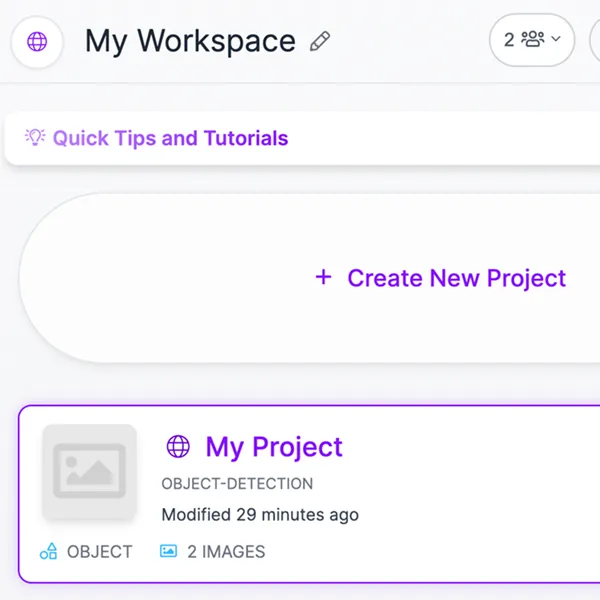 My Workspace
2
Quick Tips and Tutorials
+ Create New Project
My Project
OBJECT-DETECTION
Modified 29 minutes ago
OBJECT
2 IMAGES